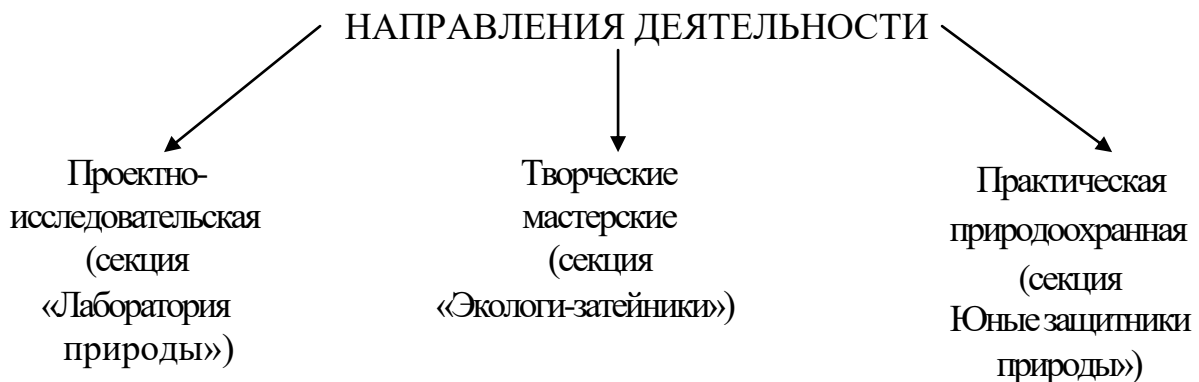 НАПРАВЛЕНИЯ ДЕЯТЕЛЬНОСТИ
Проектно-
исследовательская
(секция
«Лаборатория
природы»)
Творческие
мастерские
(секция
«Экологи-затейники»)
Практическая
природоохранная
(секция
Юные защитники
природы»)